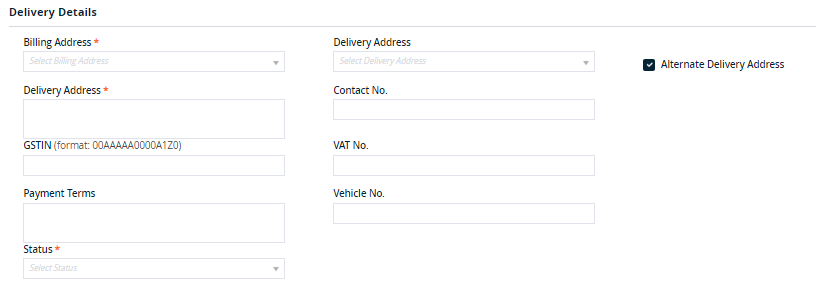 Delivery Details
Billing Address *
Delivery Address
Select Billing Address
Select Delivery Address
Alternate Delivery Address
Delivery Address *
Contact No.
GSTIN (format: 00AAAAA0000A1Z0)
VAT No.
Payment Terms
Vehicle No.
Status *
Select Status